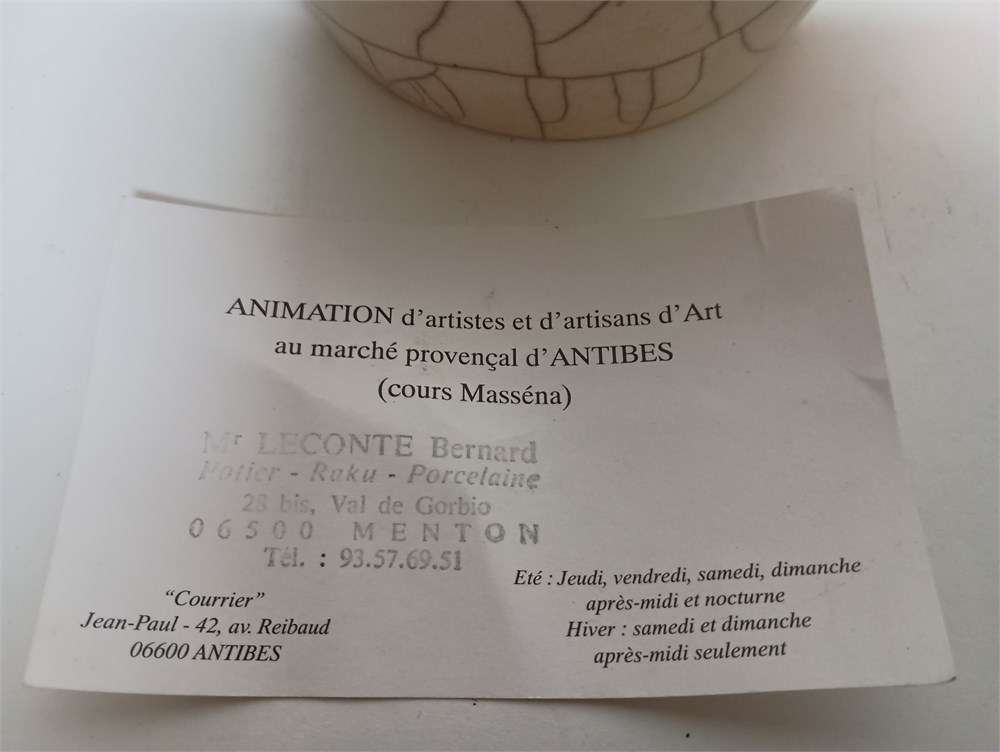 ANIMATION d'artistes et d'artisans d'Art
au marché provençal d'ANTIBES
(cours Masséna)
Mr LECONTE Bernard
Potier - Raku - Porcelaine
28 bis, Val de Gorbio
06500 MENTON
Tél. : 93.57.69.51
"Courrier"
Jean-Paul - 42, av. Reibaud
06600 ANTIBES
Eté : Jeudi, vendredi, samedi, dimanche
après-midi et nocturne
Hiver : samedi et dimanche
après-midi seulement